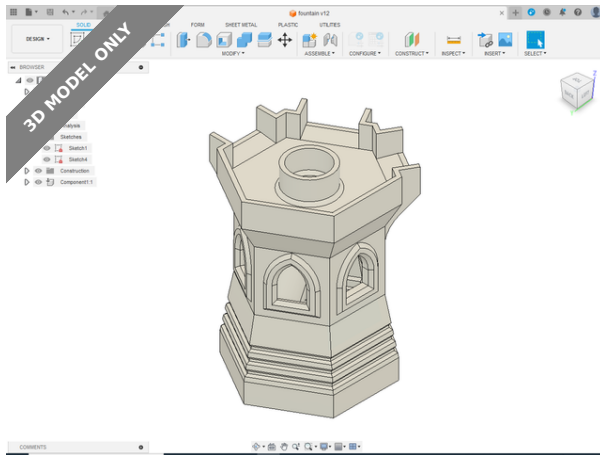 fountain v12
SOLID
FORM
SHEET METAL
PLASTIC
UTILITIES
DESIGN
MODIFY
ASSEMBLE
CONFIGURE
CONSTRUCT
INSPECT
INSERT
SELECT
BROWSER
3D MODEL ONLY
Sketches
Sketch1
Sketch4
Construction
Component1:1
COMMENTS